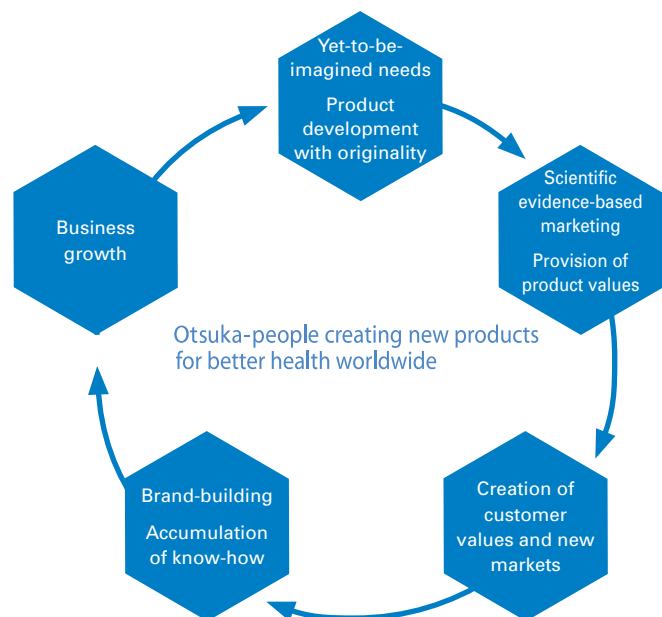 Yet-to-be-
imagined needs
Product
development
with originality
Scientific
evidence-based
marketing
Provision of
product values
Business
growth
Otsuka-people creating new products
for better health worldwide
Creation of
customer
values and new
markets
Brand-building
Accumulation
of know-how